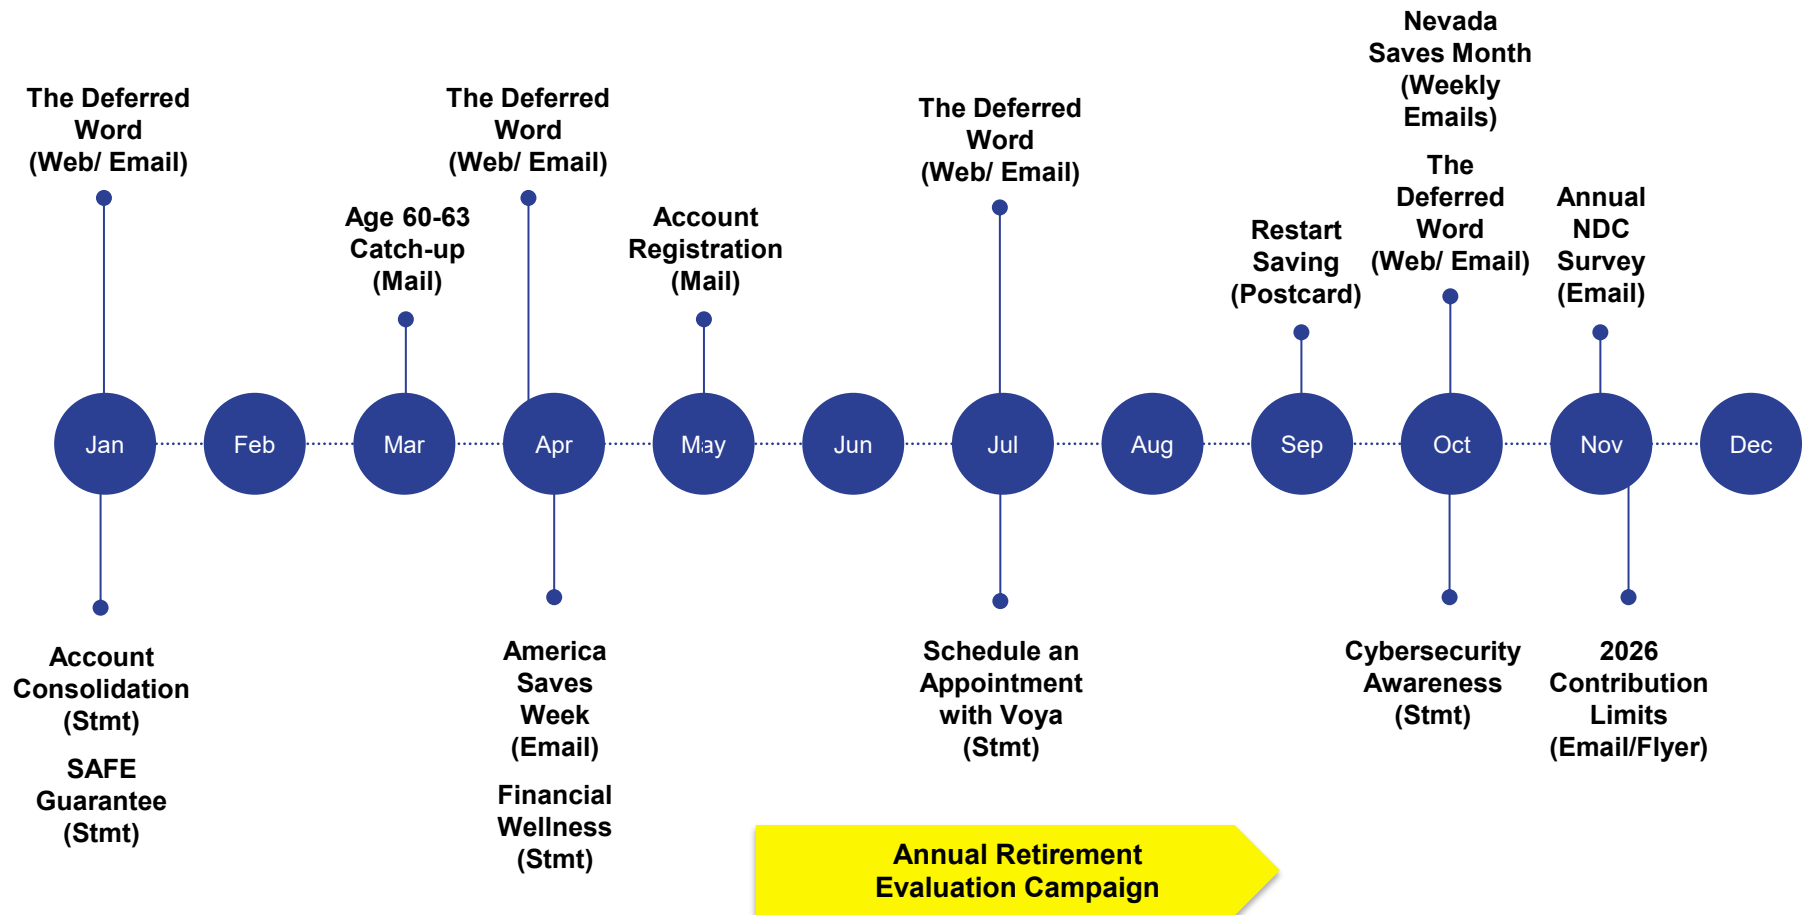 The Deferred
Word
(Web/ Email)
The Deferred
Word
(Web/ Email)
The Deferred
Word
(Web/ Email)
Nevada
Saves Month
(Weekly
Emails)
The
Deferred
Word
(Web/ Email)
Age 60-63
Catch-up
(Mail)
Account
Registration
(Mail)
Restart
Saving
(Postcard)
Annual
NDC
Survey
(Email)
Jan
Feb
Mar
Apr
May
Jun
Jul
Aug
Sep
Oct
Nov
Dec
Account
Consolidation
(Stmt)
SAFE
Guarantee
(Stmt)
America
Saves
Week
(Email)
Financial
Wellness
(Stmt)
Schedule an
Appointment
with Voya
(Stmt)
Cybersecurity
Awareness
(Stmt)
2026
Contribution
Limits
(Email/Flyer)
Annual Retirement
Evaluation Campaign